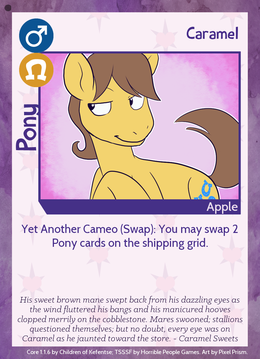 Caramel
Pony
Apple
Yet Another Cameo (Swap): You may swap 2
Pony cards on the shipping grid.
His sweet brown mane swept back from his dazzling eyes as
the wind fluttered his bangs and his manicured hooves
clopped merrily on the cobblestone. Mares swooned; stallions
questioned themselves; but no doubt, every eye was on
Caramel as he jaunted toward the store. - Caramel Sweets
Core 1.1.6 by Children of Kefentse; TSSSF by Horrible People Games. Art by Pixel Prism.